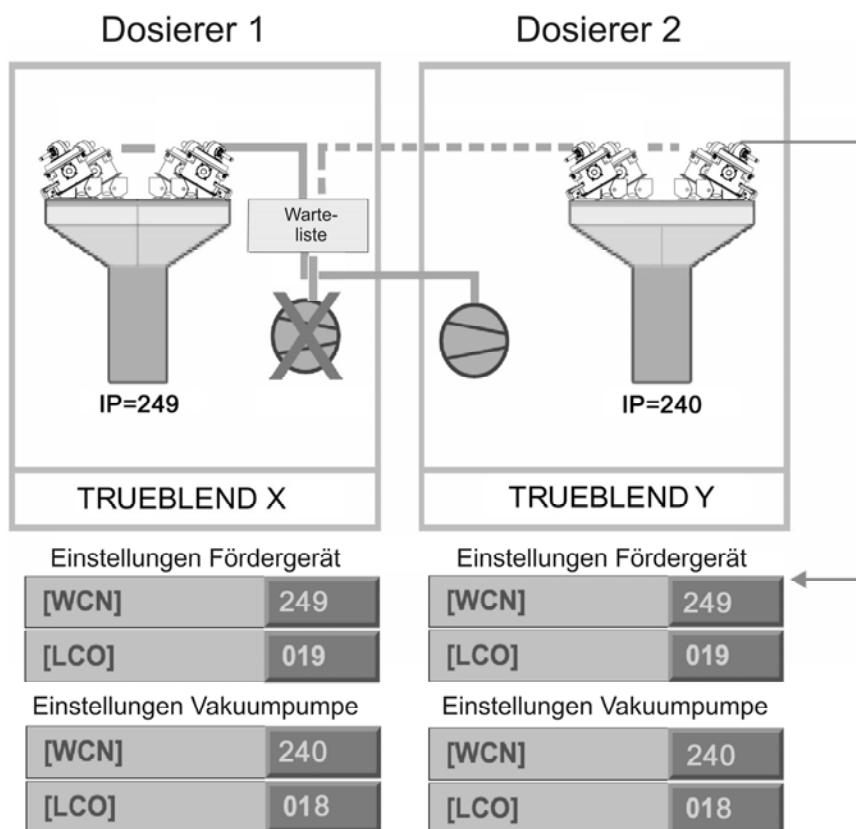 Dosierer 1
Dosierer 2
Warte-
liste
IP=249
IP=240
TRUEBLEND X
TRUEBLEND Y
Einstellungen Fördergerät
[WCN] 249
[LCO] 019
Einstellungen Vakuumpumpe
[WCN] 240
[LCO] 018
Einstellungen Fördergerät
[WCN] 249
[LCO] 019
Einstellungen Vakuumpumpe
[WCN] 240
[LCO] 018